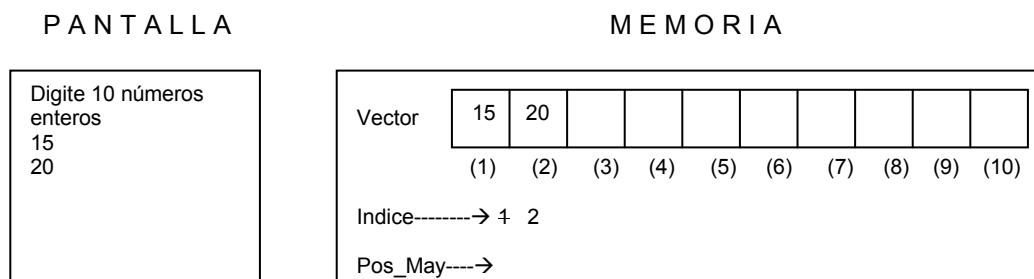 P A N T A L L A
M E M O R I A
Digite 10 números
enteros
15
20
Vector 15 20
(1) (2) (3) (4) (5) (6) (7) (8) (9) (10)
Indice--------→ 1 2
Pos_May----→